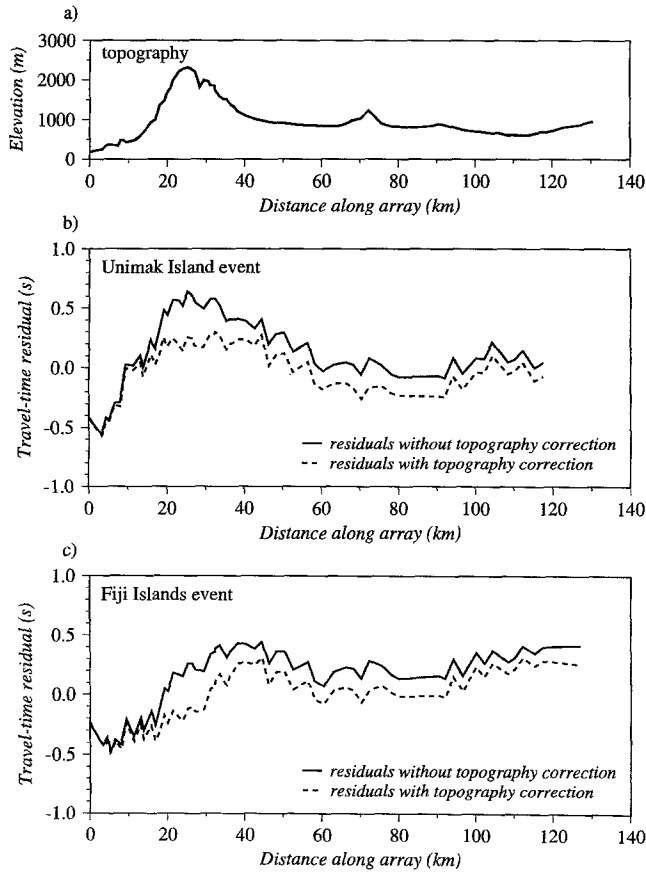 a)
topography
Elevation (m)
3000
2000
1000
0
0 20 40 60 80 100 120 140
Distance along array (km)
b)
Unimak Island event
Travel-time residual (s)
1.0
0.5
0.0
-0.5
-1.0
residuals without topography correction
residuals with topography correction
0 20 40 60 80 100 120 140
Distance along array (km)
c)
Fiji Islands event
Travel-time residual (s)
1.0
0.5
0.0
-0.5
-1.0
residuals without topography correction
residuals with topography correction
0 20 40 60 80 100 120 140
Distance along array (km)